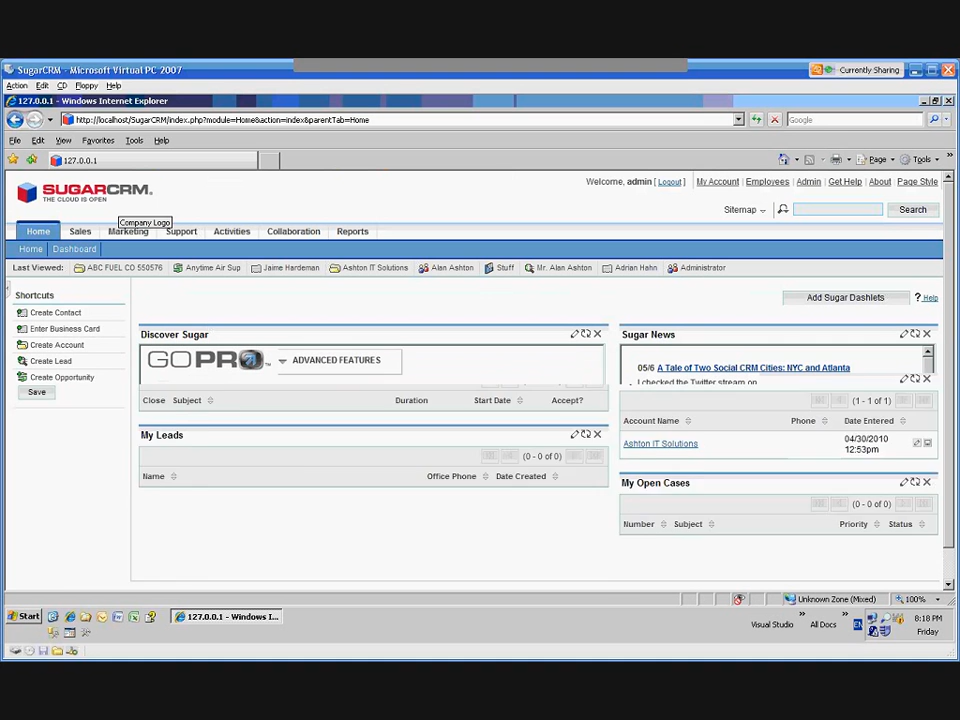 SugarCRM - Microsoft Virtual PC 2007
Currently Sharing
Action Edit CD Floppy Help
127.0.0.1 - Windows Internet Explorer
http://localhost/SugarCRM/index.php?module=Home&action=index&parentTab=Home
Google
File Edit View Favorites Tools Help
127.0.0.1
Page Tools
SUGARCRM.
THE CLOUD IS OPEN
Welcome, admin [ Logout ] My Account Employees Admin Get Help About Page Style
Sitemap Search
Company Logo
Home Sales Marketing Support Activities Collaboration Reports
Home Dashboard
Last Viewed: ABC FUEL CO 550576 Anytime Air Sup Jaime Hardeman Ashton IT Solutions Alan Ashton Stuff Mr. Alan Ashton Adrian Hahn Administrator
Shortcuts
Create Contact
Enter Business Card
Create Account
Create Lead
Create Opportunity
Save
Add Sugar Dashlets ? Help
Discover Sugar
GOPRO™ ADVANCED FEATURES
Close Subject Duration Start Date Accept?
My Leads
(0 - 0 of 0)
Name Office Phone Date Created
Sugar News
05/6 A Tale of Two Social CRM Cities: NYC and Atlanta
I checked the Twitter stream on
(1 - 1 of 1)
Account Name Phone Date Entered
Ashton IT Solutions 04/30/2010
12:53pm
My Open Cases
(0 - 0 of 0)
Number Subject Priority Status
Unknown Zone (Mixed) 100%
Start 127.0.0.1 - Windows I...
Visual Studio All Docs EN 8:18 PM
Friday